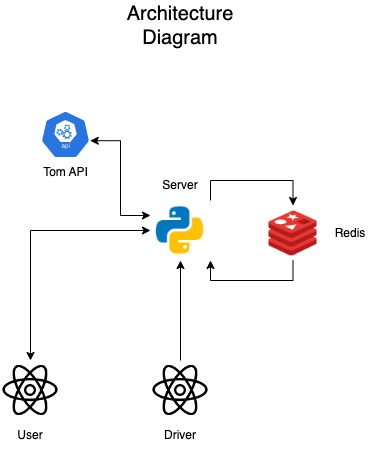 Architecture
Diagram
api
Tom API
Server
Redis
User
Driver